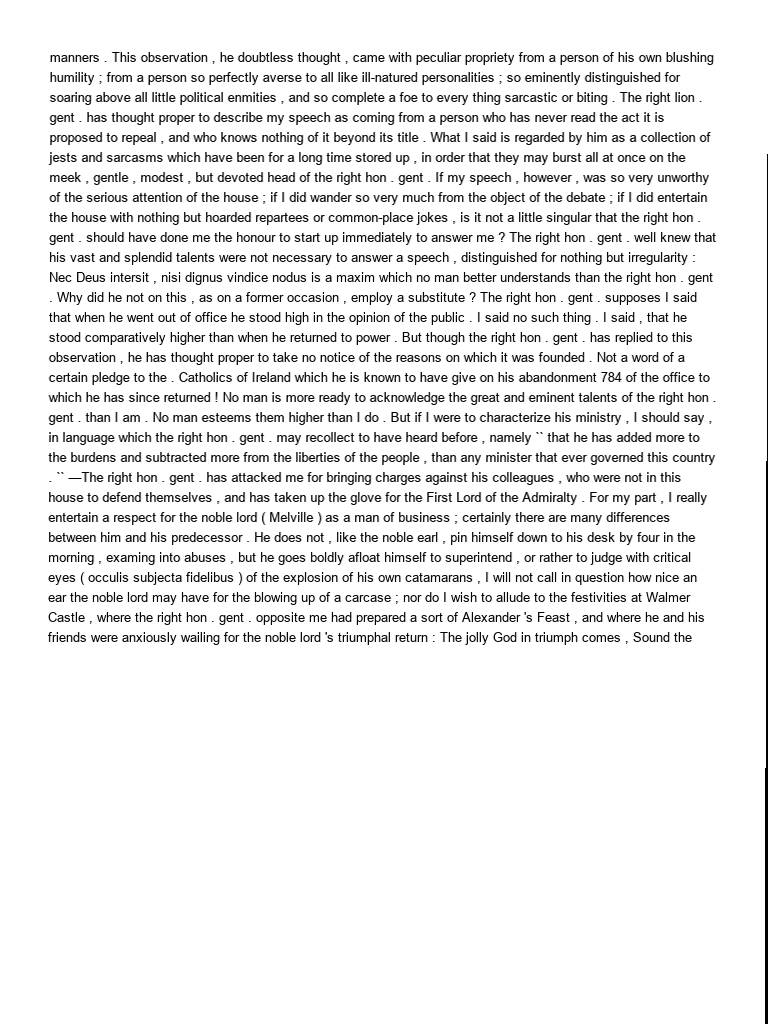 manners . This observation , he doubtless thought , came with peculiar propriety from a person of his own blushing
humility ; from a person so perfectly averse to all like ill-natured personalities ; so eminently distinguished for
soaring above all little political enmities , and so complete a foe to every thing sarcastic or biting . The right lion .
gent . has thought proper to describe my speech as coming from a person who has never read the act it is
proposed to repeal , and who knows nothing of it beyond its title . What I said is regarded by him as a collection of
jests and sarcasms which have been for a long time stored up , in order that they may burst all at once on the
meek , gentle , modest , but devoted head of the right hon . gent . If my speech , however , was so very unworthy
of the serious attention of the house ; if I did wander so very much from the object of the debate ; if I did entertain
the house with nothing but hoarded repartees or common-place jokes , is it not a little singular that the right hon .
gent . should have done me the honour to start up immediately to answer me ? The right hon . gent . well knew that
his vast and splendid talents were not necessary to answer a speech , distinguished for nothing but irregularity :
Nec Deus intersit , nisi dignus vindice nodus is a maxim which no man better understands than the right hon . gent
. Why did he not on this , as on a former occasion , employ a substitute ? The right hon . gent . supposes I said
that when he went out of office he stood high in the opinion of the public . I said no such thing . I said , that he
stood comparatively higher than when he returned to power . But though the right hon . gent . has replied to this
observation , he has thought proper to take no notice of the reasons on which it was founded . Not a word of a
certain pledge to the . Catholics of Ireland which he is known to have give on his abandonment 784 of the office to
which he has since returned ! No man is more ready to acknowledge the great and eminent talents of the right hon .
gent . than I am . No man esteems them higher than I do . But if I were to characterize his ministry , I should say ,
in language which the right hon . gent . may recollect to have heard before , namely `` that he has added more to
the burdens and subtracted more from the liberties of the people , than any minister that ever governed this country
. `` —The right hon . gent . has attacked me for bringing charges against his colleagues , who were not in this
house to defend themselves , and has taken up the glove for the First Lord of the Admiralty . For my part , I really
entertain a respect for the noble lord ( Melville ) as a man of business ; certainly there are many differences
between him and his predecessor . He does not , like the noble earl , pin himself down to his desk by four in the
morning , examing into abuses , but he goes boldly afloat himself to superintend , or rather to judge with critical
eyes ( occulis subjecta fidelibus ) of the explosion of his own catamarans , I will not call in question how nice an
ear the noble lord may have for the blowing up of a carcase ; nor do I wish to allude to the festivities at Walmer
Castle , where the right hon . gent . opposite me had prepared a sort of Alexander 's Feast , and where he and his
friends were anxiously wailing for the noble lord 's triumphal return : The jolly God in triumph comes , Sound the